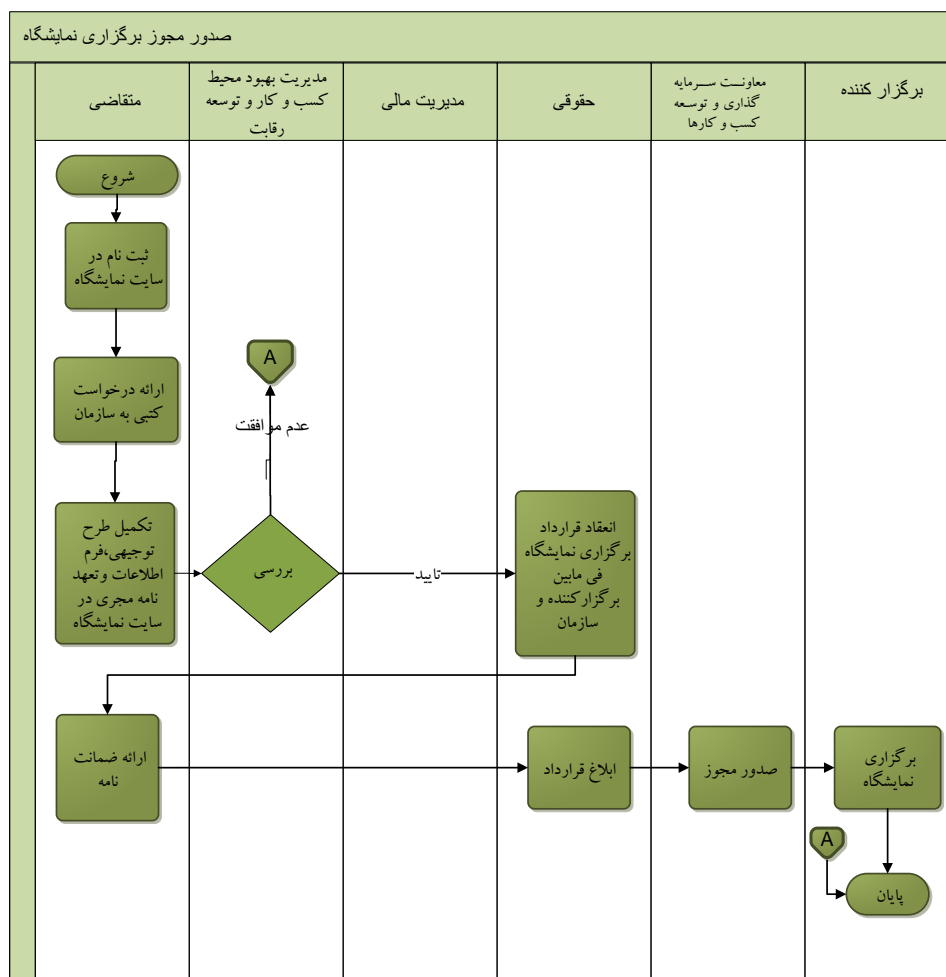 صدور مجوز برگزاری نمایشگاه
متقاضی
مدیریت بهبود محیط
کسب و کار و توسعه
رقابت
مدیریت مالی
حقوقی
معاونت سرمایه
گذاری و توسعه
کسب و کارها
برگزار کننده
شروع
ثبت نام در
سایت نمایشگاه
ارائه درخواست
کتبی به سازمان
تکمیل طرح
توجیهی،فرم
اطلاعات وتعهد
نامه مجری در
سایت نمایشگاه
A
عدم موافقت
بررسی
تایید
انعقاد قرارداد
برگزاری نمایشگاه
فی مابین
برگزارکننده و
سازمان
ارائه ضمانت
نامه
ابلاغ قرارداد
صدور مجوز
برگزاری
نمایشگاه
A
پایان